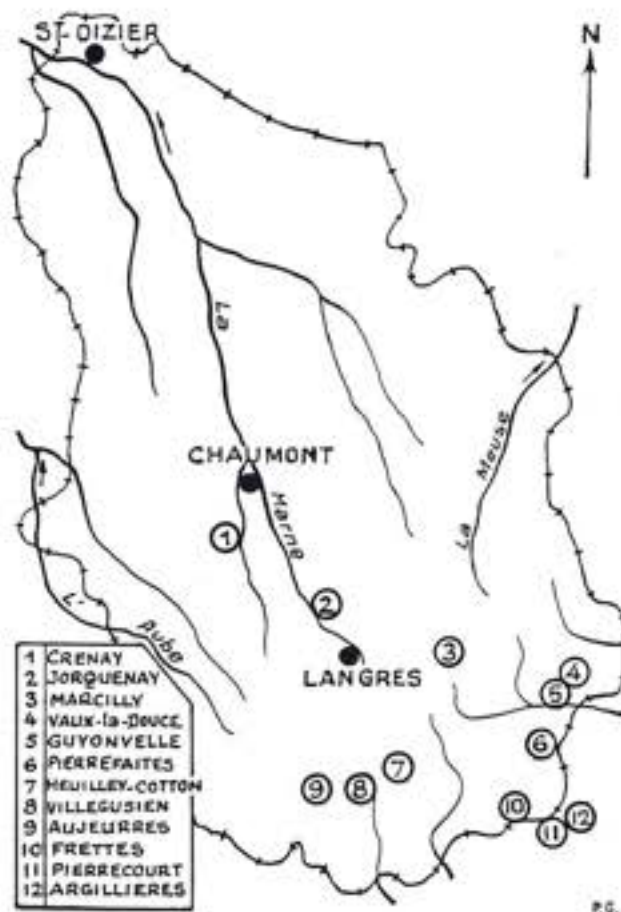 ST-DIZIER
N
La
Meuse
La
CHAUMONT
Marne
1
2
L'
Aube
3
LANGRES
4
5
6
7
8
9
10
11
12
1 CRENAY
2 JORQUENAY
3 MARCILLY
4 VAUX-la-DOUCE
5 GUYONVELLE
6 PIERREFAITES
7 HEUILLEY-COTTON
8 VILLEGUSIEN
9 AUJEURRES
10 FRETTES
11 PIERRECOURT
12 ARGILLIERES
P.G.